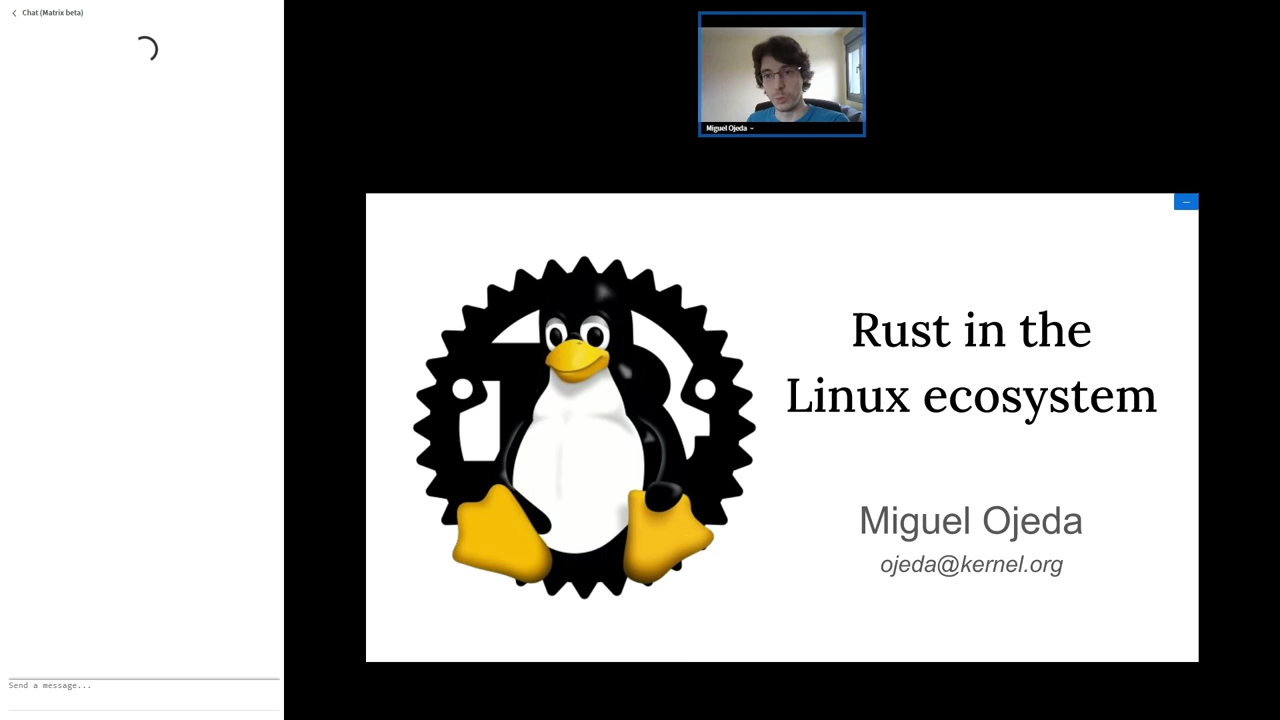 Chat (Matrix beta)
Miguel Ojeda
Rust in the
Linux ecosystem
Miguel Ojeda
ojeda@kernel.org
Send a message...